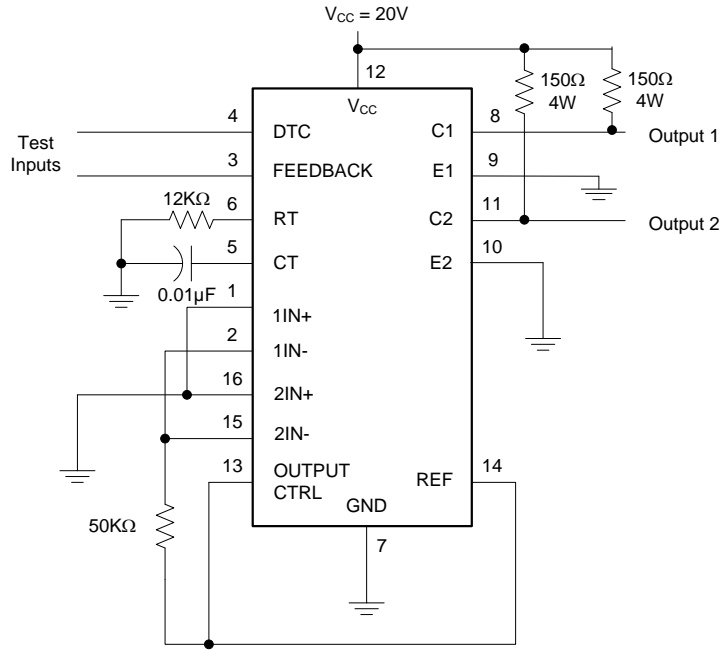 V_CC = 20V
12
V_CC
150Ω
4W
150Ω
4W
Test
Inputs
4
DTC
3
FEEDBACK
12KΩ
6
RT
5
CT
0.01µF
1
1IN+
2
1IN-
16
2IN+
15
2IN-
13
OUTPUT
CTRL
50KΩ
C1
8
Output 1
E1
9
C2
11
Output 2
E2
10
REF
14
GND
7